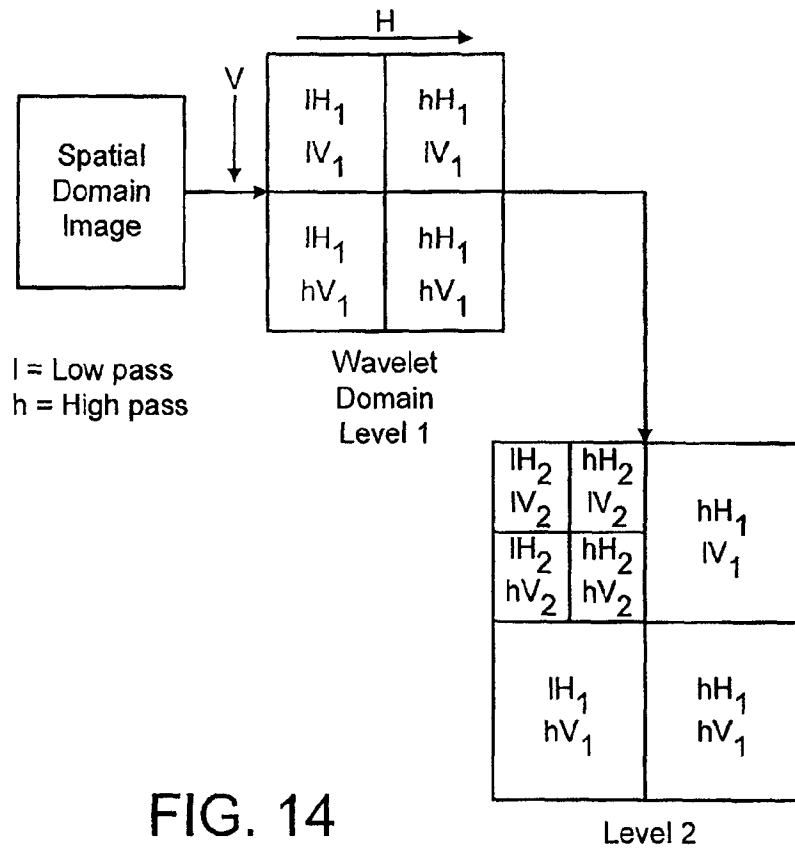 H
V
Spatial
Domain
Image
lH1 hH1
lV1 lV1
lH1 hH1
hV1 hV1
l = Low pass
h = High pass
Wavelet
Domain
Level 1
lH2 hH2
lV2 lV2
lH2 hH2
hV2 hV2
hH1
lV1
lH1 hH1
hV1 hV1
FIG. 14
Level 2